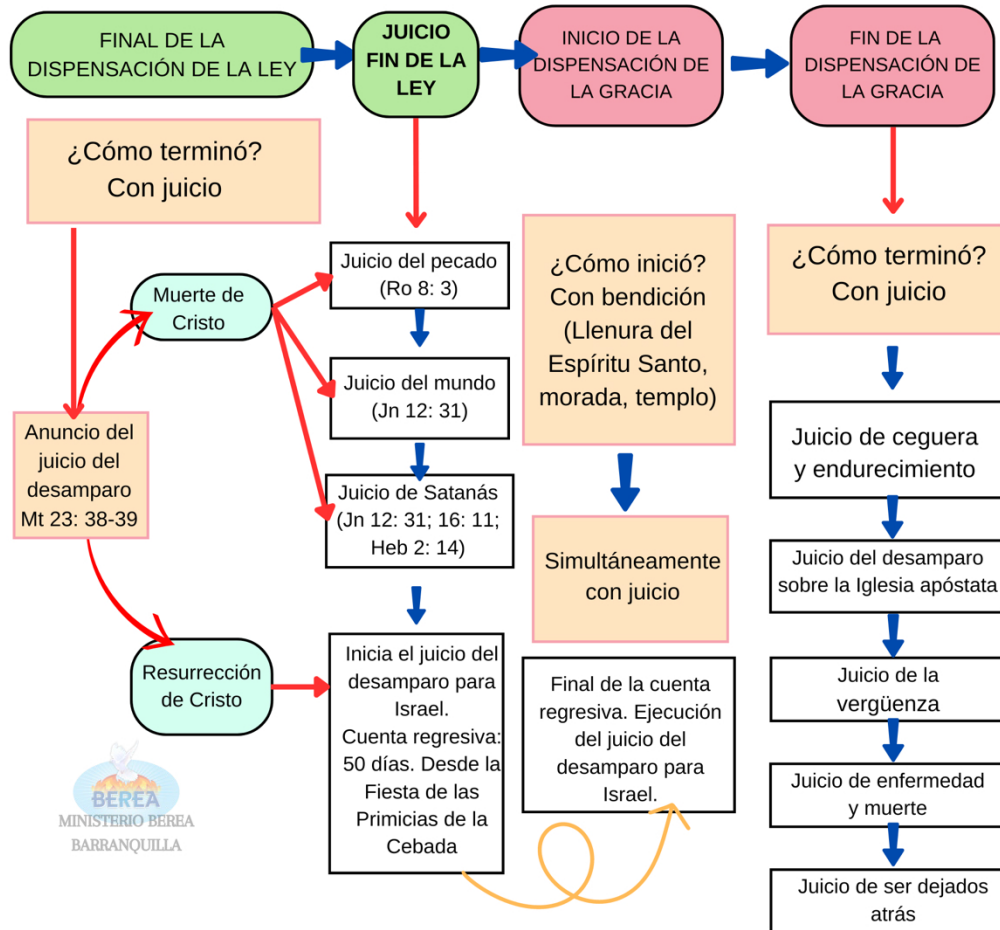 FINAL DE LA
DISPENSACIÓN DE LA LEY
JUICIO
FIN DE LA
LEY
INICIO DE LA
DISPENSACIÓN DE
LA GRACIA
FIN DE LA
DISPENSACIÓN DE
LA GRACIA
¿Cómo terminó?
Con juicio
Anuncio del
juicio del
desamparo
Mt 23: 38-39
Muerte de
Cristo
Resurrección
de Cristo
Juicio del pecado
(Ro 8: 3)
Juicio del mundo
(Jn 12: 31)
Juicio de Satanás
(Jn 12: 31; 16: 11;
Heb 2: 14)
Inicia el juicio del
desamparo para
Israel.
Cuenta regresiva:
50 días. Desde la
Fiesta de las
Primicias de la
Cebada
¿Cómo inició?
Con bendición
(Llenura del
Espíritu Santo,
morada, templo)
Simultáneamente
con juicio
Final de la cuenta
regresiva. Ejecución
del juicio del
desamparo para
Israel.
¿Cómo terminó?
Con juicio
Juicio de ceguera
y endurecimiento
Juicio del desamparo
sobre la Iglesia apóstata
Juicio de la
vergüenza
Juicio de enfermedad
y muerte
Juicio de ser dejados
atrás
BEREA
MINISTERIO BEREA
BARRANQUILLA